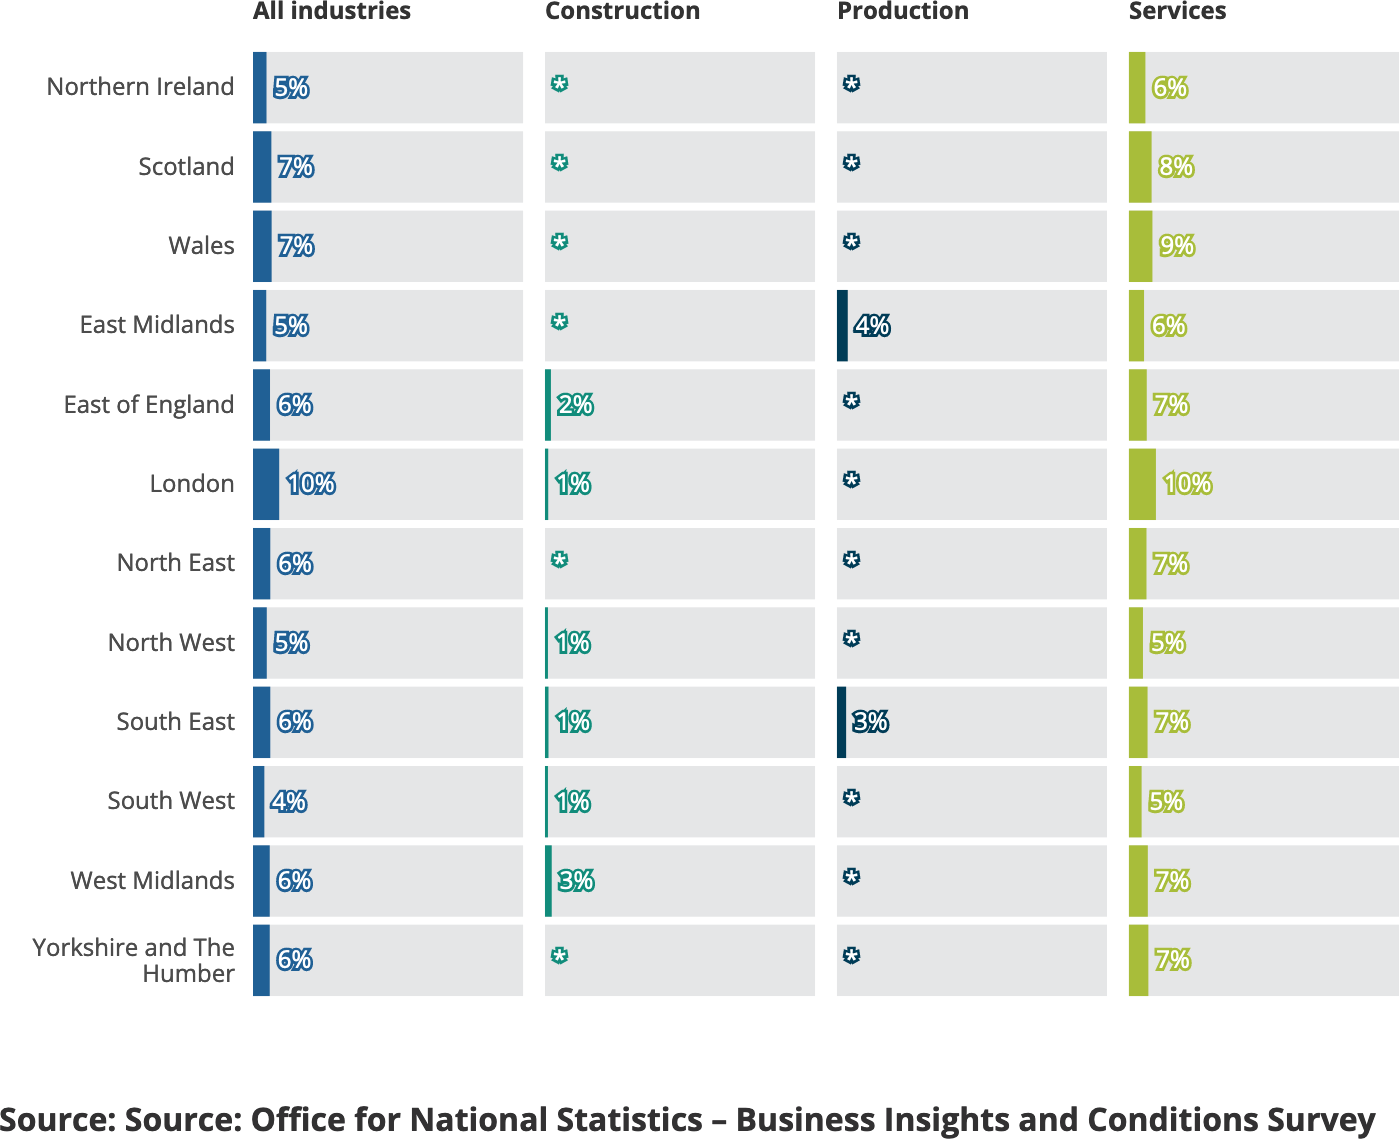 All industries Construction Production Services
Northern Ireland 5% * * 6%
Scotland 7% * * 8%
Wales 7% * * 9%
East Midlands 5% * 4% 6%
East of England 6% 2% * 7%
London 10% 1% * 10%
North East 6% * * 7%
North West 5% 1% * 5%
South East 6% 1% 3% 7%
South West 4% 1% * 5%
West Midlands 6% 3% * 7%
Yorkshire and The
Humber 6% * * 7%
Source: Source: Office for National Statistics – Business Insights and Conditions Survey